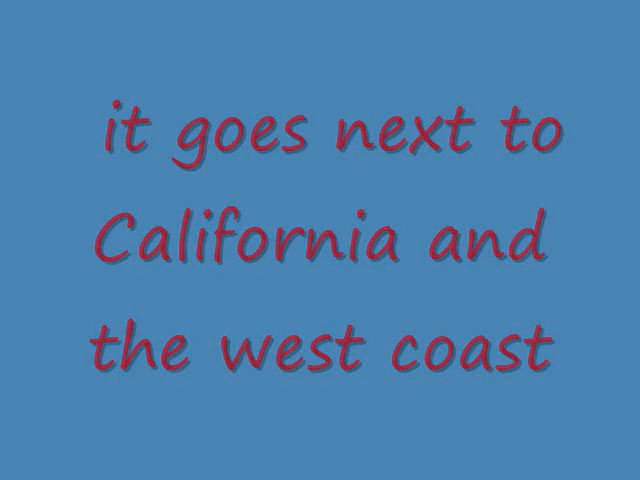 it goes next to
California and
the west coast